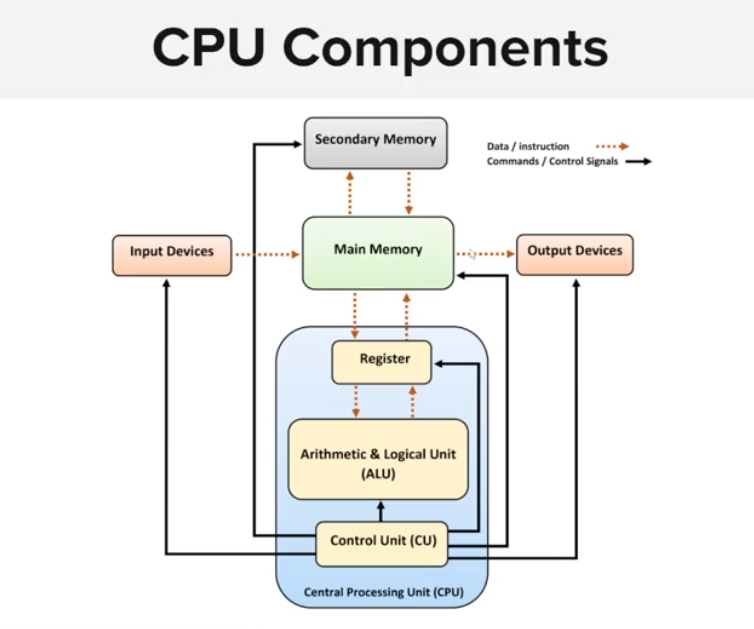 CPU Components
Secondary Memory
Data / instruction
Commands / Control Signals
Input Devices
Main Memory
Output Devices
Register
Arithmetic & Logical Unit
(ALU)
Control Unit (CU)
Central Processing Unit (CPU)